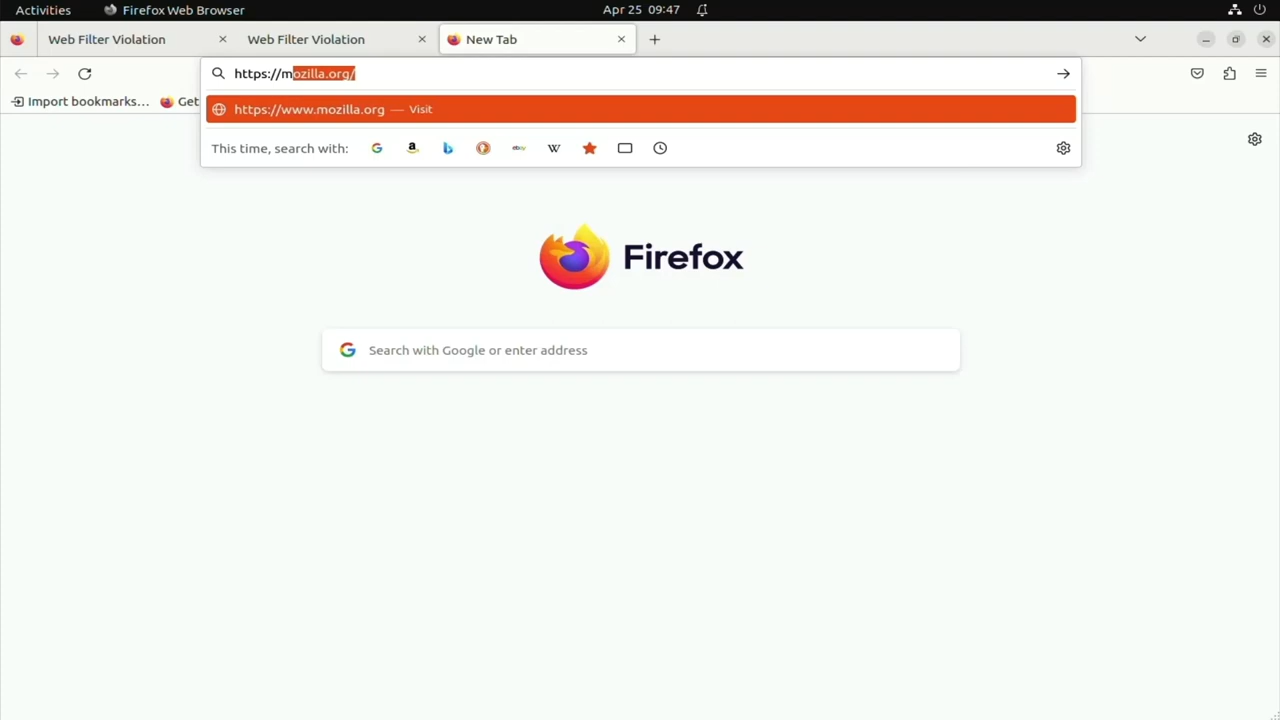 Activities Firefox Web Browser Apr 25 09:47
Web Filter Violation Web Filter Violation New Tab
https://mozilla.org/
Import bookmarks... Get
https://www.mozilla.org — Visit
This time, search with:
Firefox
Search with Google or enter address